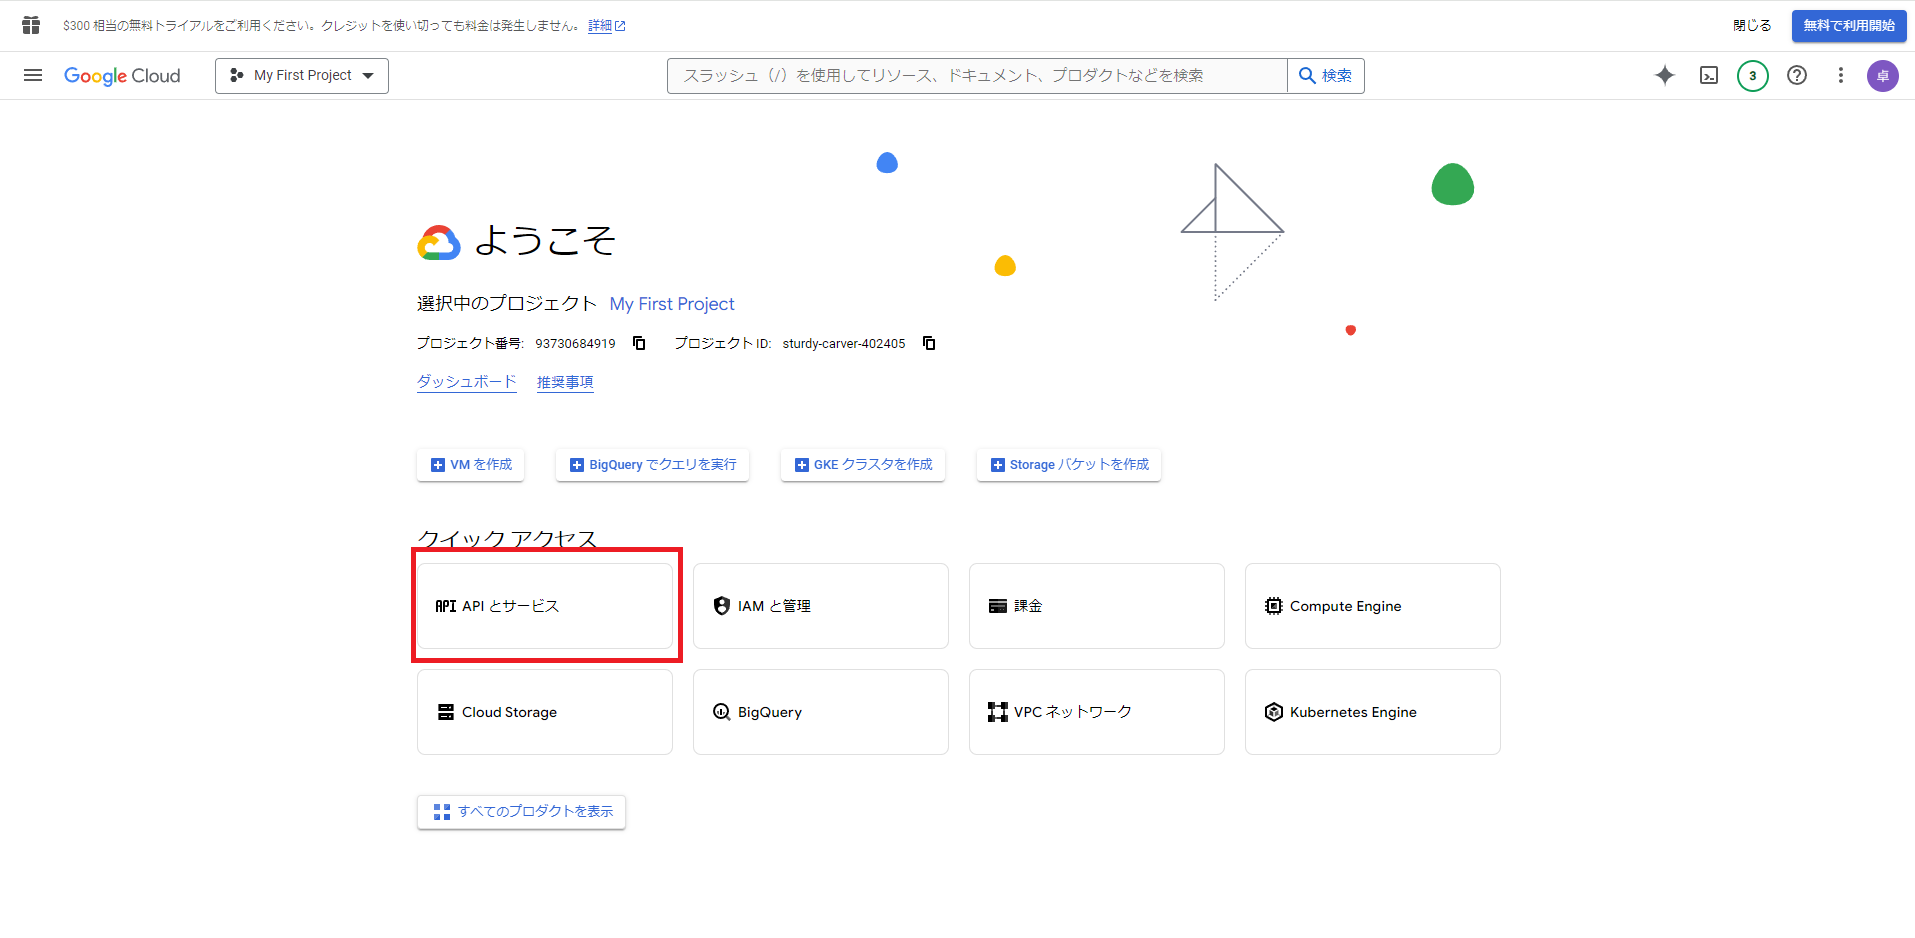 $300 相当の無料トライアルをご利用ください。クレジットを使い切っても料金は発生しません。 詳細
閉じる
無料で利用開始
Google Cloud
My First Project
スラッシュ（/）を使用してリソース、ドキュメント、プロダクトなどを検索
検索
3
卓
ようこそ
選択中のプロジェクト My First Project
プロジェクト番号: 93730684919 プロジェクト ID: sturdy-carver-402405
ダッシュボード 推奨事項
VM を作成
BigQuery でクエリを実行
GKE クラスタを作成
Storage バケットを作成
クイック アクセス
API API とサービス
IAM と管理
課金
Compute Engine
Cloud Storage
BigQuery
VPC ネットワーク
Kubernetes Engine
すべてのプロダクトを表示